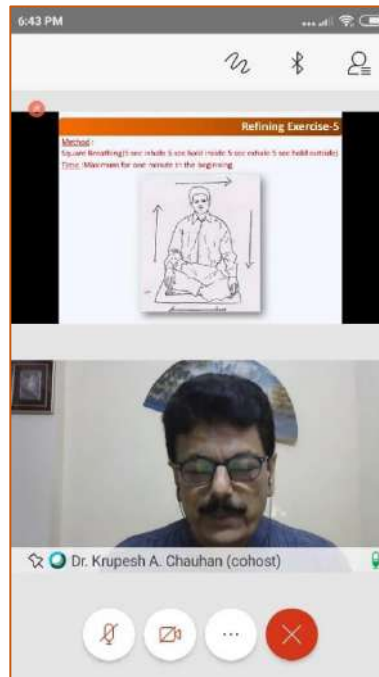 6:43 PM
Refining Exercise-5
Method :
Square Breathing(5 sec inhale 5 sec hold inside 5 sec exhale 5 sec hold outside)
Time :Maximum for one minute in the beginning.
Dr. Krupesh A. Chauhan (cohost)